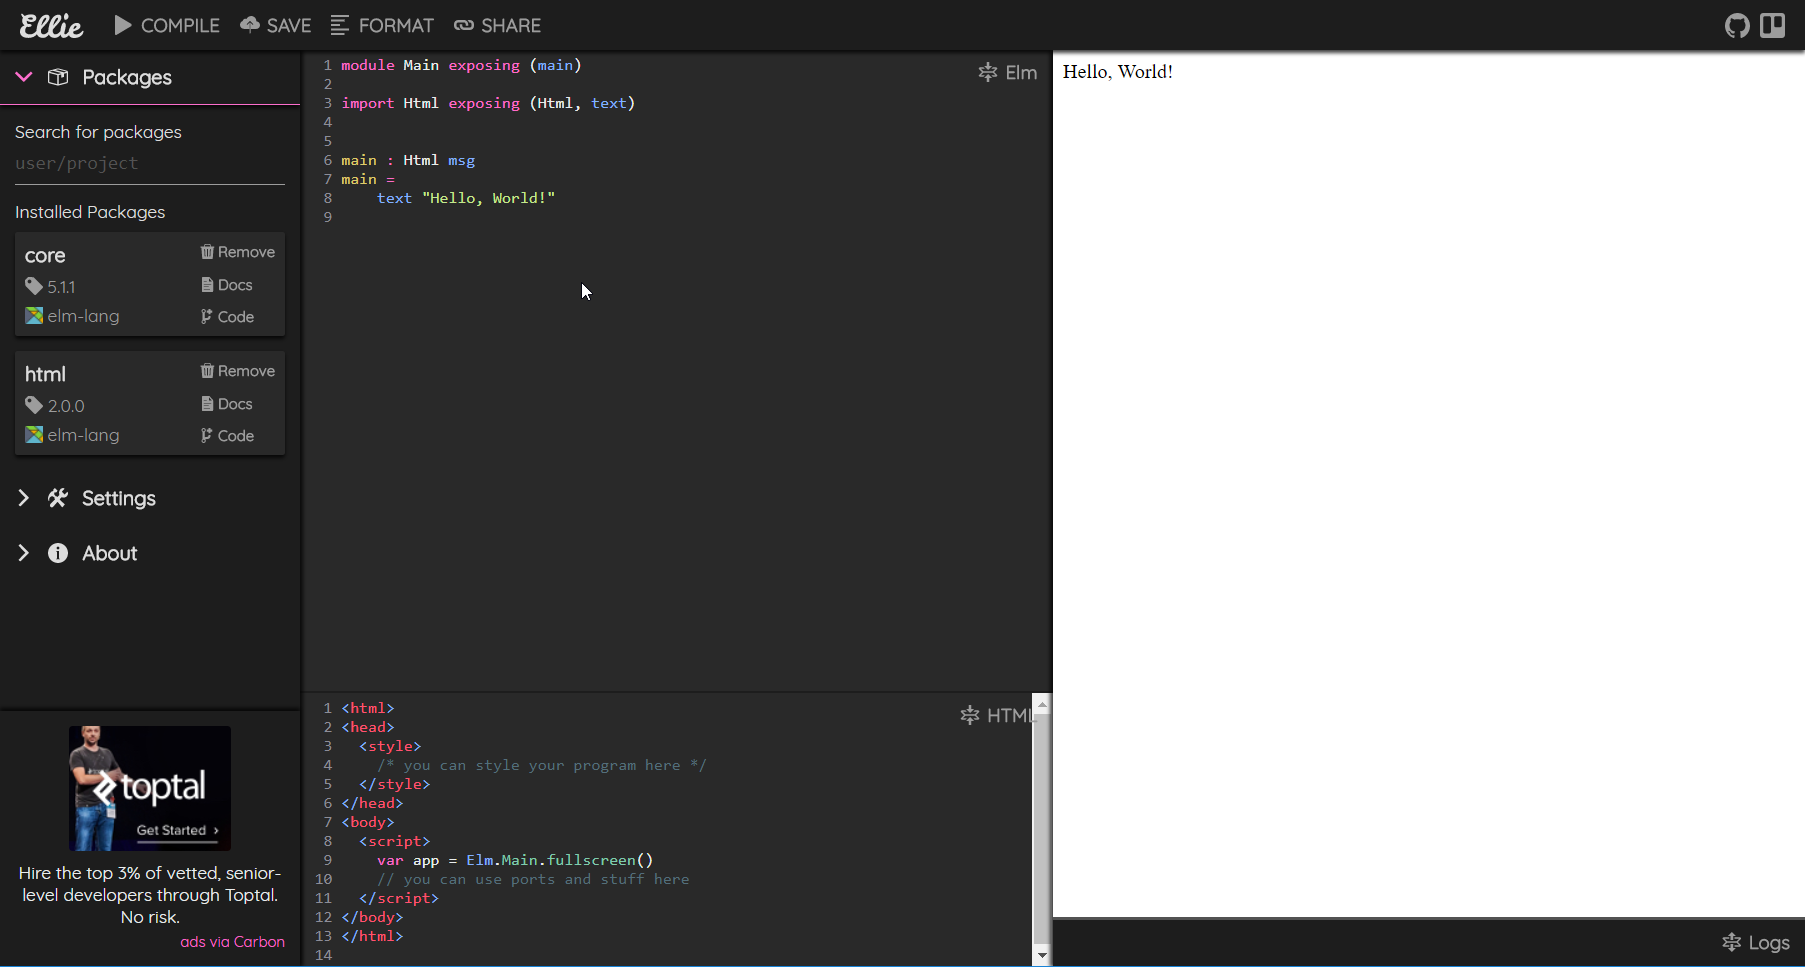 Ellie COMPILE SAVE FORMAT SHARE
Packages
Search for packages
user/project
Installed Packages
core Remove
5.1.1 Docs
elm-lang Code
html Remove
2.0.0 Docs
elm-lang Code
Settings
About
toptal
Get Started ›
Hire the top 3% of vetted, senior-
level developers through Toptal.
No risk.
ads via Carbon
Elm
1 module Main exposing (main)
2
3 import Html exposing (Html, text)
4
5
6 main : Html msg
7 main =
8     text "Hello, World!"
9
HTML
1 <html>
2 <head>
3   <style>
4     /* you can style your program here */
5   </style>
6 </head>
7 <body>
8   <script>
9     var app = Elm.Main.fullscreen()
10     // you can use ports and stuff here
11   </script>
12 </body>
13 </html>
14
Hello, World!
Logs